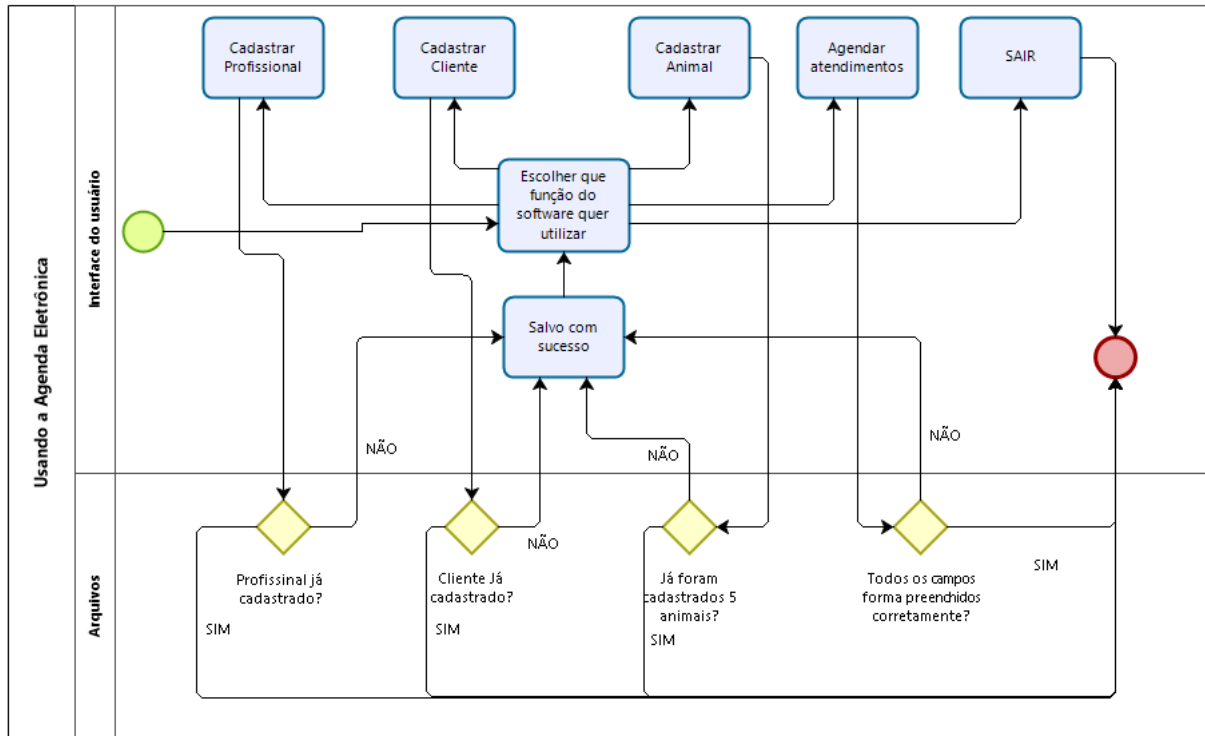 Usando a Agenda Eletrônica
Interface do usuário
Cadastrar
Profissional
Cadastrar
Cliente
Cadastrar
Animal
Agendar
atendimentos
SAIR
Escolher que
função do
software quer
utilizar
Salvo com
sucesso
NÃO
NÃO
NÃO
NÃO
Arquivos
Profissinal já
cadastrado?
SIM
Cliente Já
cadastrado?
SIM
Já foram
cadastrados 5
animais?
SIM
Todos os campos
forma preenchidos
corretamente?
SIM